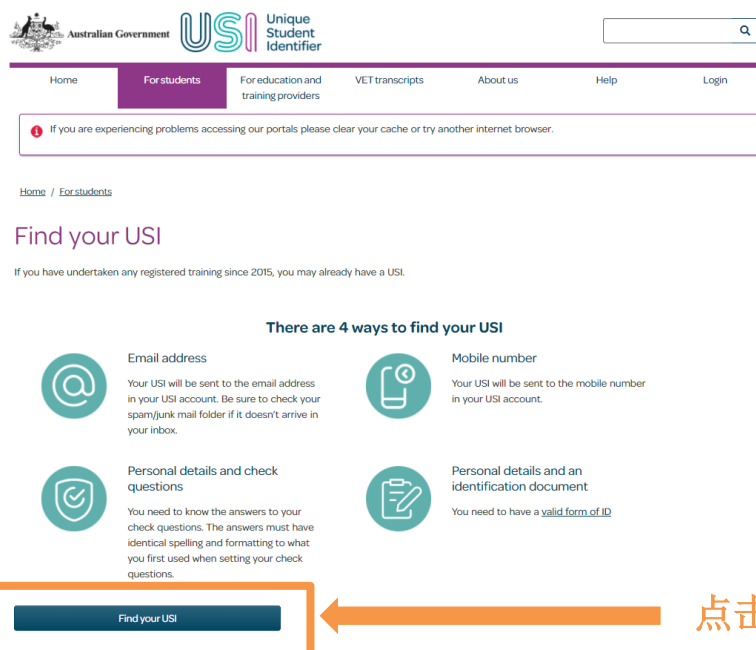 Australian Government
USI
Unique
Student
Identifier
Home
For students
For education and
training providers
VET transcripts
About us
Help
Login
If you are experiencing problems accessing our portals please clear your cache or try another internet browser.
Home / For students
Find your USI
If you have undertaken any registered training since 2015, you may already have a USI.
There are 4 ways to find your USI
Email address
Your USI will be sent to the email address
in your USI account. Be sure to check your
spam/junk mail folder if it doesn't arrive in
your inbox.
Mobile number
Your USI will be sent to the mobile number
in your USI account.
Personal details and check
questions
You need to know the answers to your
check questions. The answers must have
identical spelling and formatting to what
you first used when setting your check
questions.
Personal details and an
identification document
You need to have a valid form of ID
Find your USI
点击